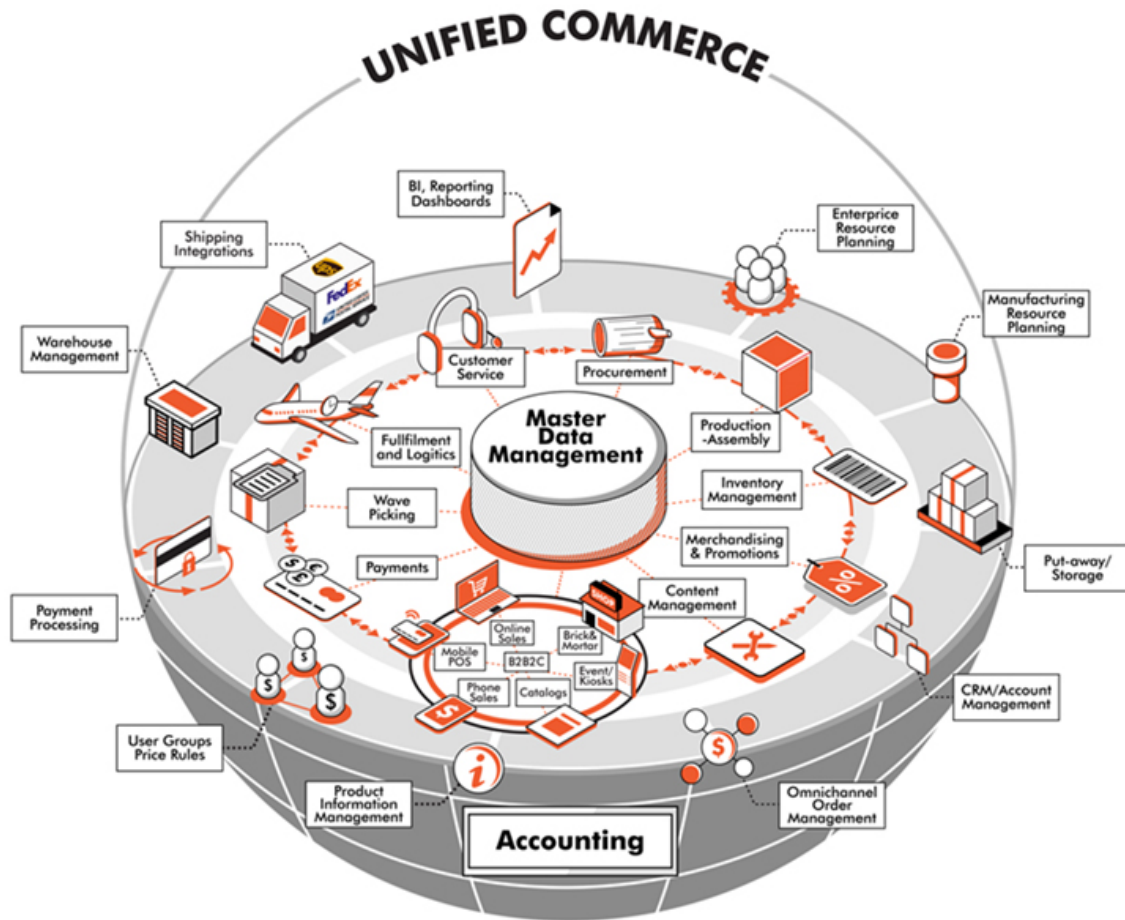 UNIFIED COMMERCE
BI, Reporting
Dashboards
Enterprice
Resource
Planning
Shipping
Integrations
ups
FedEx
Manufacturing
Resource
Planning
Warehouse
Management
Customer
Service
Procurement
Master
Data
Management
Production
-Assembly
Fullfilment
and Logitics
Inventory
Management
Wave
Picking
Merchandising
& Promotions
Put-away/
Storage
Payments
Content
Management
Payment
Processing
Online
Sales
Brick&
Mortar
Mobile
POS
B2B2C
Event/
Kiosks
Phone
Sales
Catalogs
CRM/Account
Management
User Groups
Price Rules
Product
Information
Management
Omnichannel
Order
Management
Accounting